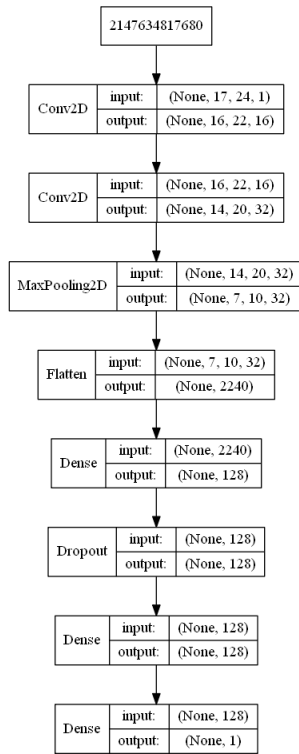 2147634817680
Conv2D
input: (None, 17, 24, 1)
output: (None, 16, 22, 16)
Conv2D
input: (None, 16, 22, 16)
output: (None, 14, 20, 32)
MaxPooling2D
input: (None, 14, 20, 32)
output: (None, 7, 10, 32)
Flatten
input: (None, 7, 10, 32)
output: (None, 2240)
Dense
input: (None, 2240)
output: (None, 128)
Dropout
input: (None, 128)
output: (None, 128)
Dense
input: (None, 128)
output: (None, 128)
Dense
input: (None, 128)
output: (None, 1)